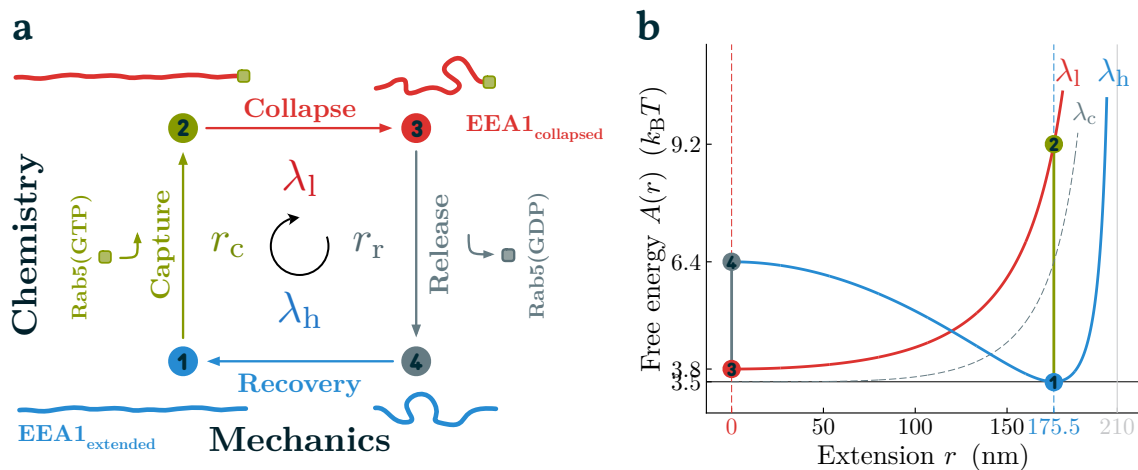 a
Collapse
2
3
EEA1collapsed
λl
Chemistry
Rab5(GTP)
Capture
rc
rr
Release
Rab5(GDP)
λh
1
4
Recovery
EEA1extended
Mechanics
b
Free energy A(r) (kBT)
λl
λh
λc
9.2
2
6.4
4
3.8
3
3.5
1
0
50
100
150
175.5
210
Extension r (nm)